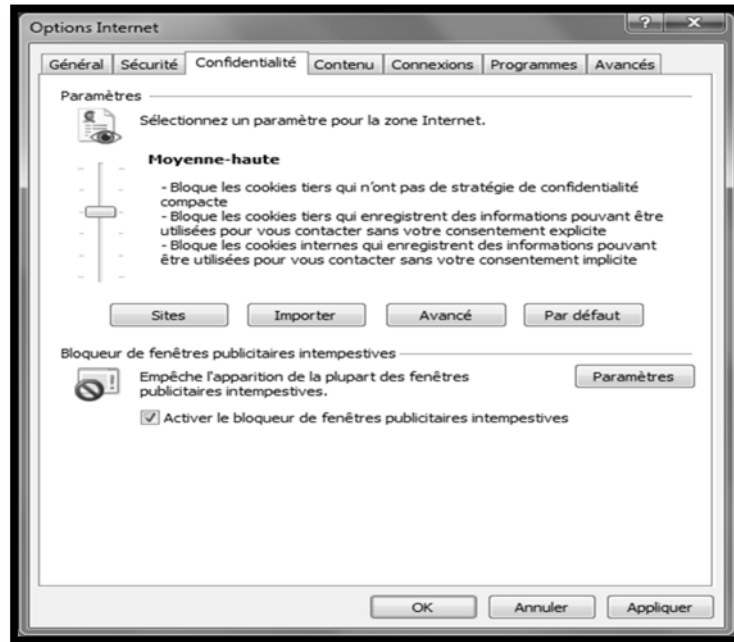 Options Internet
?
Général Sécurité Confidentialité Contenu Connexions Programmes Avancés
Paramètres
Sélectionnez un paramètre pour la zone Internet.
Moyenne-haute
- Bloque les cookies tiers qui n'ont pas de stratégie de confidentialité
compacte
- Bloque les cookies tiers qui enregistrent des informations pouvant être
utilisées pour vous contacter sans votre consentement explicite
- Bloque les cookies internes qui enregistrent des informations pouvant
être utilisées pour vous contacter sans votre consentement implicite
Sites Importer Avancé Par défaut
Bloqueur de fenêtres publicitaires intempestives
Empêche l'apparition de la plupart des fenêtres
publicitaires intempestives.
Paramètres
Activer le bloqueur de fenêtres publicitaires intempestives
OK Annuler Appliquer